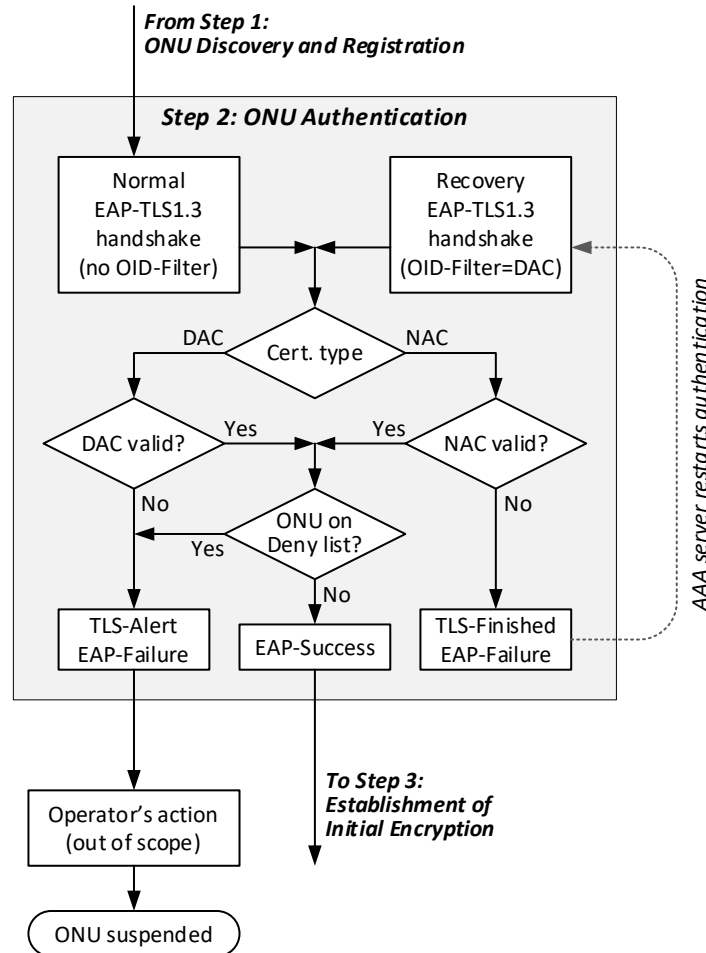 From Step 1:
ONU Discovery and Registration
Step 2: ONU Authentication
Normal
EAP-TLS1.3
handshake
(no OID-Filter)
Recovery
EAP-TLS1.3
handshake
(OID-Filter=DAC)
DAC
Cert. type
NAC
DAC valid?
Yes
Yes
NAC valid?
No
ONU on
Deny list?
Yes
No
No
TLS-Alert
EAP-Failure
EAP-Success
TLS-Finished
EAP-Failure
AAA server restarts authentication
To Step 3:
Establishment of
Initial Encryption
Operator’s action
(out of scope)
ONU suspended